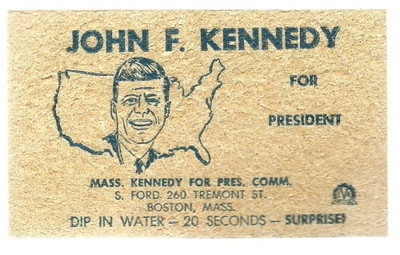 JOHN F. KENNEDY
FOR
PRESIDENT
MASS. KENNEDY FOR PRES. COMM.
S. FORD 260 TREMONT ST.
BOSTON, MASS.
DIP IN WATER — 20 SECONDS — SURPRISE!